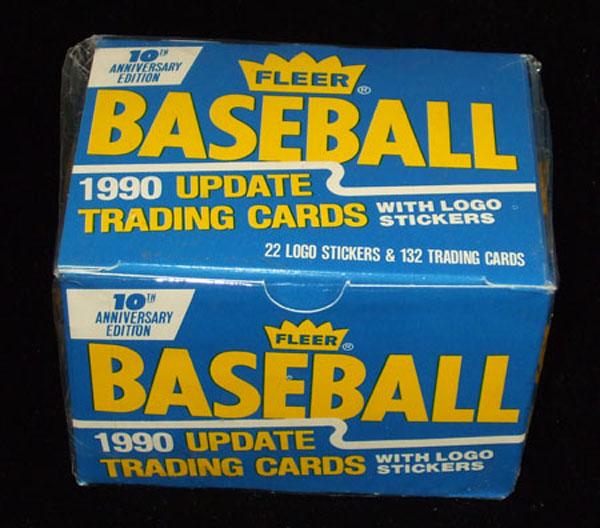 10TH
ANNIVERSARY
EDITION
FLEER®
BASEBALL
1990 UPDATE
TRADING CARDS WITH LOGO
STICKERS
22 LOGO STICKERS & 132 TRADING CARDS
10TH
ANNIVERSARY
EDITION
FLEER®
BASEBALL
1990 UPDATE
TRADING CARDS WITH LOGO
STICKERS